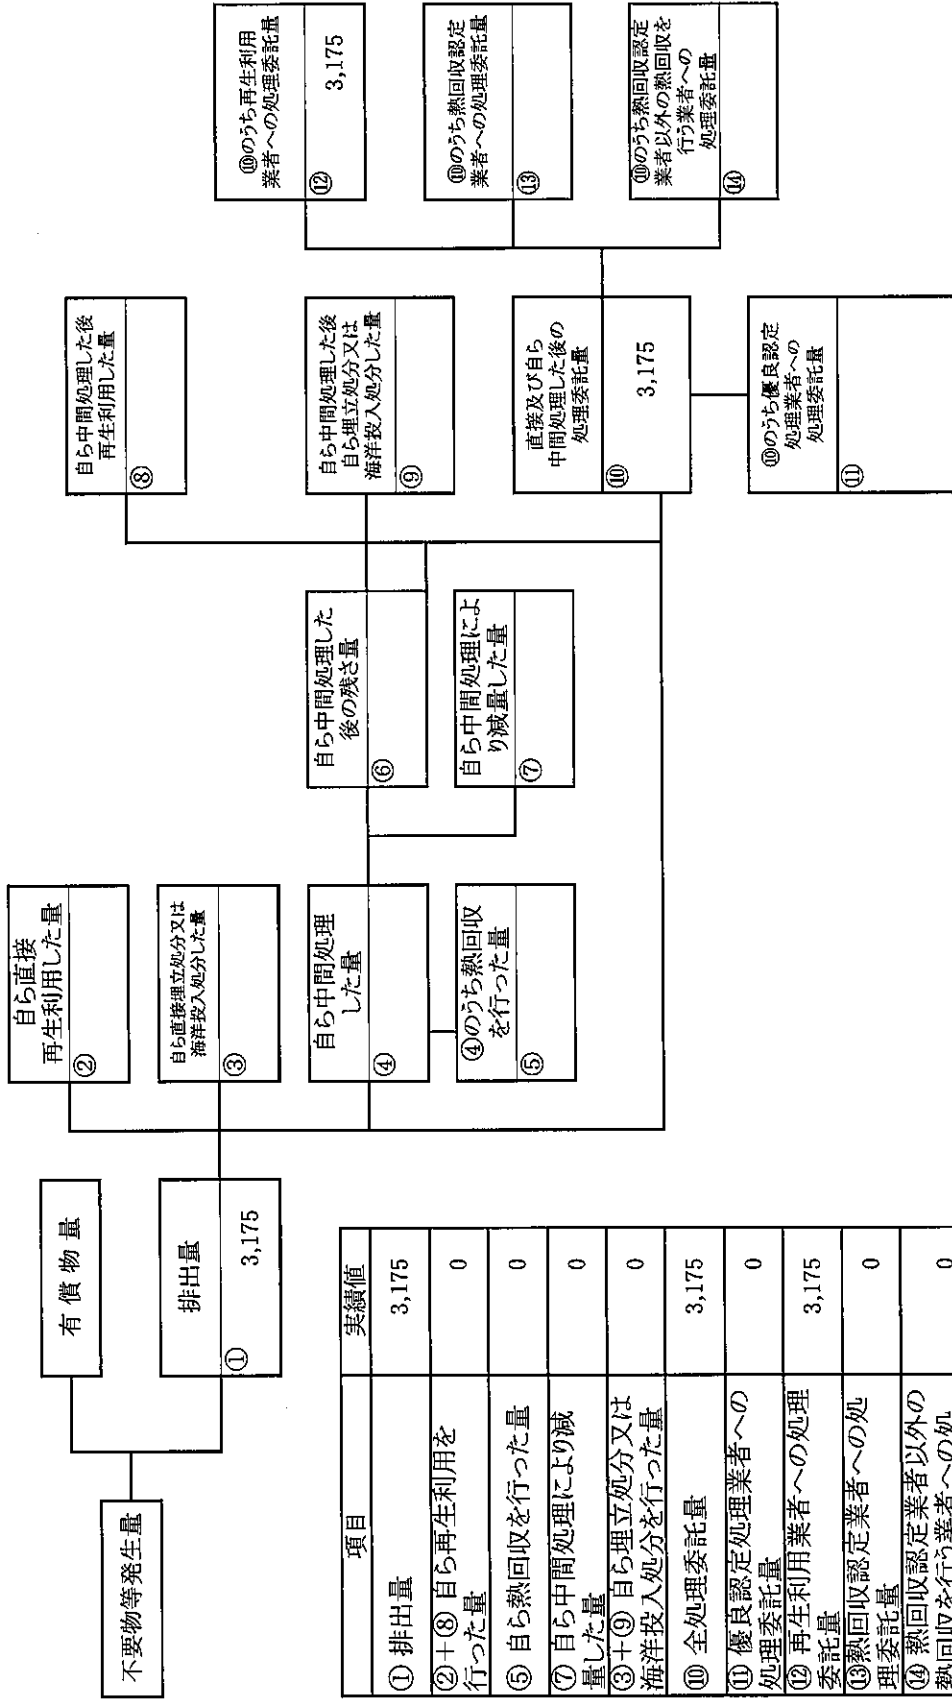 不要物等発生量
有償物量
排出量
①
3,175
自ら直接
再生利用した量
②
自ら直接埋立処分又は
海洋投入処分した量
③
自ら中間処理
した量
④
④のうち熱回収
を行った量
⑤
自ら中間処理した
後の残さ量
⑥
自ら中間処理によ
り減量した量
⑦
自ら中間処理した後
再生利用した量
⑧
自ら中間処理した後
自ら埋立処分又は
海洋投入処分した量
⑨
直接及び自ら
中間処理した後の
処理委託量
⑩
3,175
⑩のうち優良認定
処理業者への
処理委託量
⑪
⑩のうち再生利用
業者への処理委託量
⑫
3,175
⑩のうち熱回収認定
業者への処理委託量
⑬
⑩のうち熱回収認定
業者以外の熱回収を
行う業者への
処理委託量
⑭
項目 実績値
① 排出量 3,175
②+⑧ 自ら再生利用を
行った量 0
⑤ 自ら熱回収を行った量 0
⑦ 自ら中間処理により減
量した量 0
③+⑨ 自ら埋立処分又は
海洋投入処分を行った量 0
⑩ 全処理委託量 3,175
⑪ 優良認定処理業者への
処理委託量 0
⑫ 再生利用業者への処理
委託量 3,175
⑬熱回収認定業者への処
理委託量 0
⑭ 熱回収認定業者以外の
熱回収を行う業者への処 0